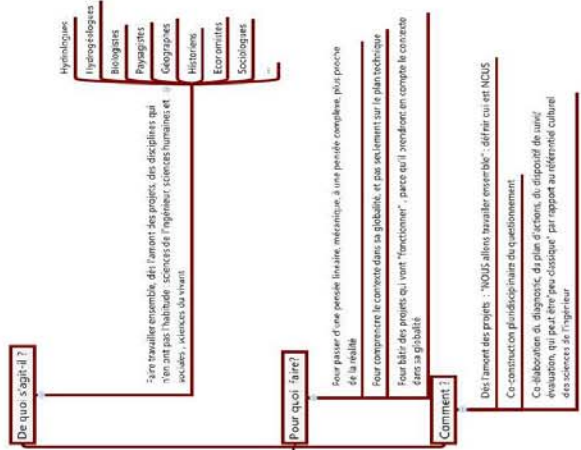 De quoi s'agit-il ?
Faire travailler ensemble, dès l'amont des projets, des disciplines qui
n'en ont pas l'habitude : sciences de l'ingénieur, sciences humaines et
sociales, sciences du vivant
Hydrologues
Hydrogéologues
Biologistes
Paysagistes
Géographes
Historiens
Economistes
Sociologues
...
Pour quoi faire?
Pour passer d'une pensée linéaire, mécanique, à une pensée complexe, plus proche
de la réalité
Pour comprendre le contexte dans sa globalité, et pas seulement sur le plan technique
Pour bâtir des projets qui vont "fonctionner", parce qu'il prendront en compte le contexte
dans sa globalité
Comment ?
Dès l'amont des projets : "NOUS allons travailler ensemble" : définir qui est NOUS
Co-construction pluridisciplinaire du questionnement
Co-élaboration du diagnostic, du plan d'actions, du dispositif de suivi/
évaluation, qui peut être "peu classique" par rapport au référentiel culturel
des sciences de l'ingénieur